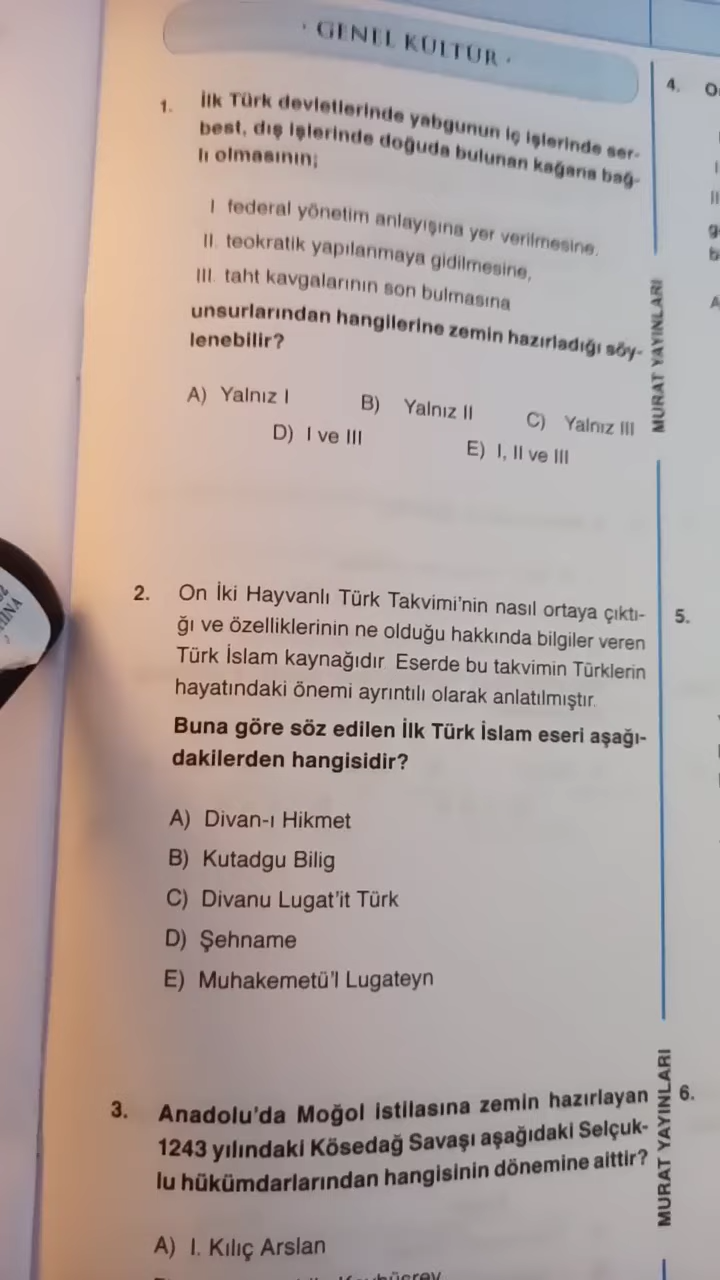 · GENEL KÜLTÜR ·
1. İlk Türk devletlerinde yabgunun iç işlerinde ser-
best, dış işlerinde doğuda bulunan kağana bağ-
lı olmasının;
I federal yönetim anlayışına yer verilmesine,
II. teokratik yapılanmaya gidilmesine,
III. taht kavgalarının son bulmasına
unsurlarından hangilerine zemin hazırladığı söy-
lenebilir?
A) Yalnız I B) Yalnız II C) Yalnız III
D) I ve III E) I, II ve III
2. On İki Hayvanlı Türk Takvimi'nin nasıl ortaya çıktı-
ğı ve özelliklerinin ne olduğu hakkında bilgiler veren
Türk İslam kaynağıdır. Eserde bu takvimin Türklerin
hayatındaki önemi ayrıntılı olarak anlatılmıştır.
Buna göre söz edilen İlk Türk İslam eseri aşağı-
dakilerden hangisidir?
A) Divan-ı Hikmet
B) Kutadgu Bilig
C) Divanu Lugat'it Türk
D) Şehname
E) Muhakemetü'l Lugateyn
3. Anadolu'da Moğol istilasına zemin hazırlayan
1243 yılındaki Kösedağ Savaşı aşağıdaki Selçuk-
lu hükümdarlarından hangisinin dönemine aittir?
A) I. Kılıç Arslan
MURAT YAYINLARI
MURAT YAYINLARI
4.
5.
6.